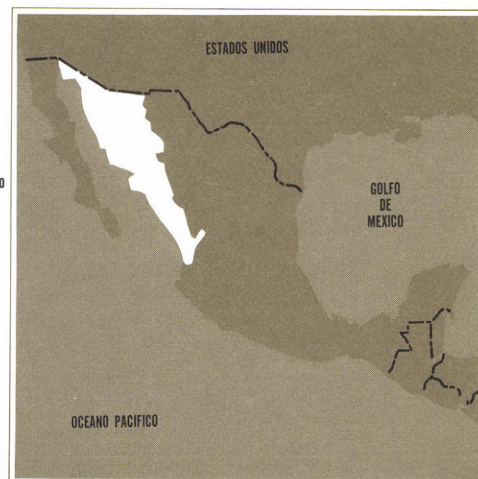 ESTADOS UNIDOS
GOLFO
DE
MEXICO
OCEANO PACIFICO